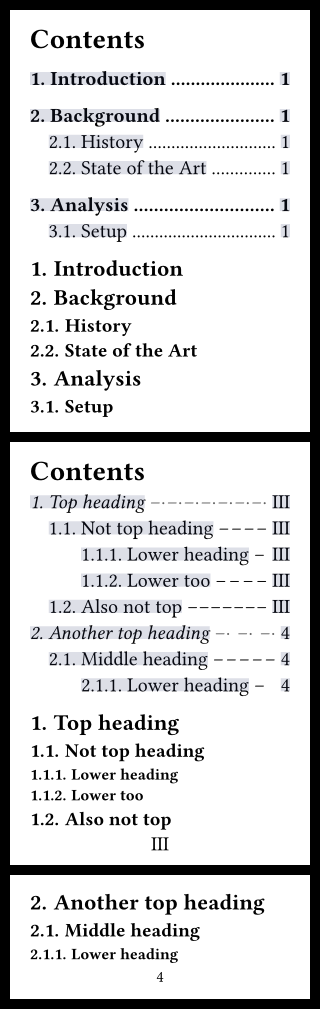 Contents
1. Introduction ........................ 1
2. Background ......................... 1
2.1. History .............................. 1
2.2. State of the Art ................ 1
3. Analysis ............................... 1
3.1. Setup ................................. 1
1. Introduction
2. Background
2.1. History
2.2. State of the Art
3. Analysis
3.1. Setup
Contents
1. Top heading –·–·–·–·–·–·– III
1.1. Not top heading – – – – III
1.1.1. Lower heading – III
1.1.2. Lower too – – – – III
1.2. Also not top – – – – – – – III
2. Another top heading –· –· – 4
2.1. Middle heading – – – – – 4
2.1.1. Lower heading – 4
1. Top heading
1.1. Not top heading
1.1.1. Lower heading
1.1.2. Lower too
1.2. Also not top
III
2. Another top heading
2.1. Middle heading
2.1.1. Lower heading
4